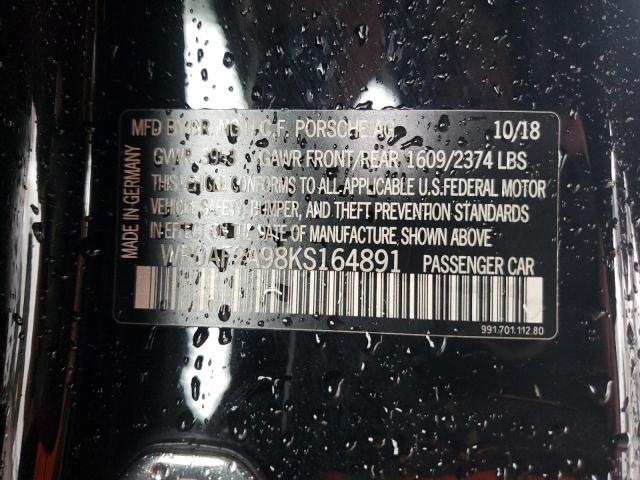 MADE IN GERMANY
MFD BY DR. ING. H.C.F. PORSCHE AG 10/18
GAWR FRONT/REAR 1609/2374 LBS
THIS VEHICLE CONFORMS TO ALL APPLICABLE U.S. FEDERAL MOTOR
VEHICLE SAFETY, BUMPER, AND THEFT PREVENTION STANDARDS
IN EFFECT ON THE DATE OF MANUFACTURE, SHOWN ABOVE
PASSENGER CAR
991.701.112.80